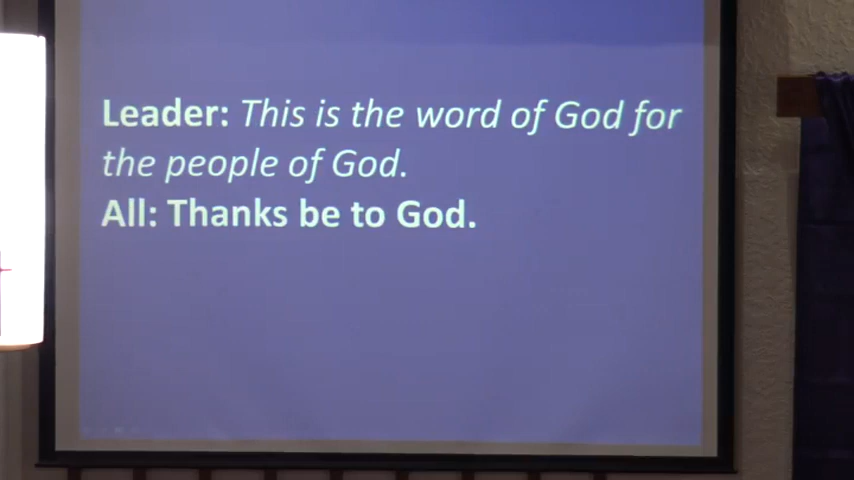 Leader: This is the word of God for
the people of God.
All: Thanks be to God.